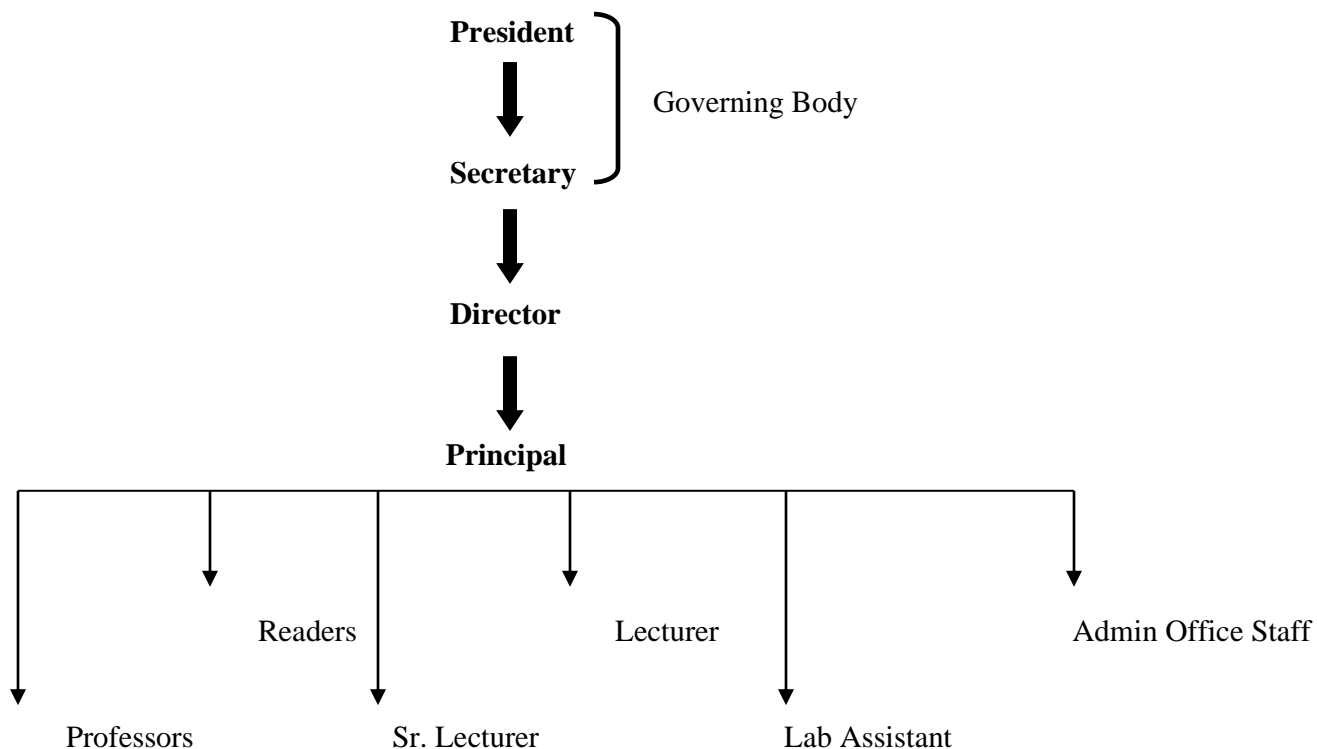 President
Governing Body
Secretary
Director
Principal
Readers Lecturer Admin Office Staff
Professors Sr. Lecturer Lab Assistant